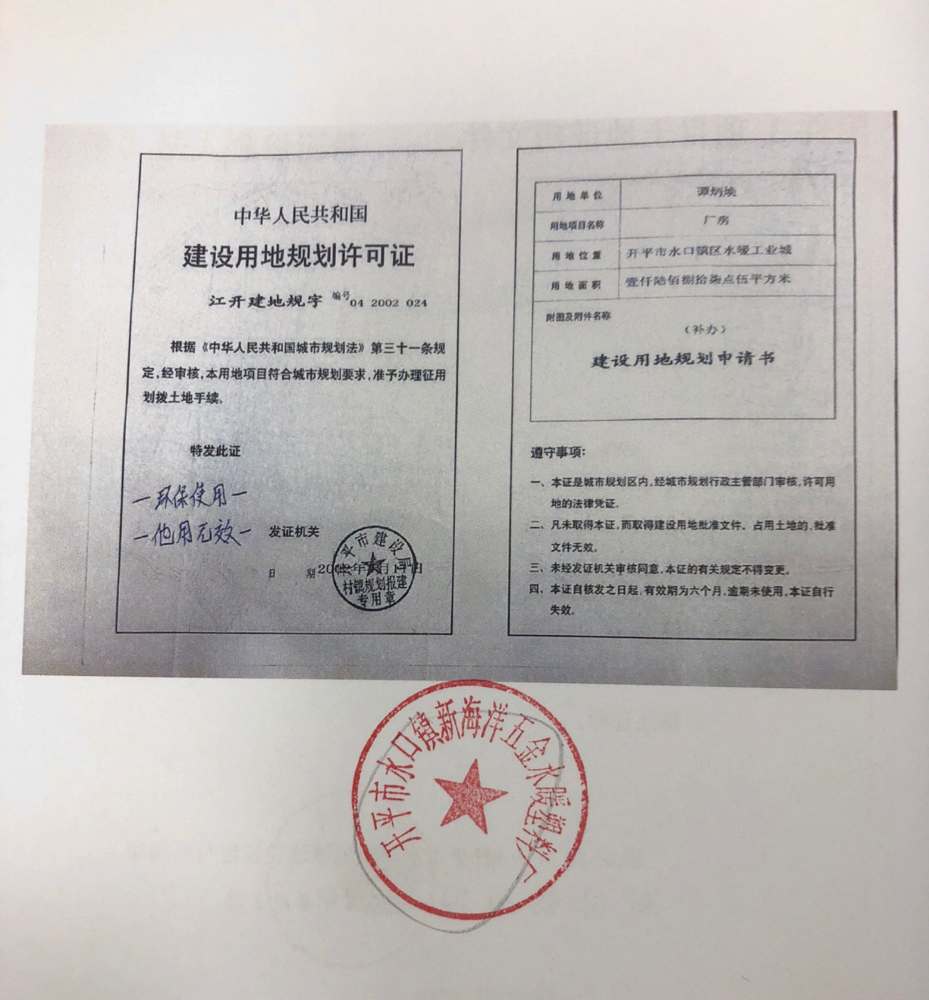 中华人民共和国
建设用地规划许可证
江开建地规字 编号04 2002 024
根据《中华人民共和国城市规划法》第三十一条规
定,经审核,本用地项目符合城市规划要求,准予办理征用
划拨土地手续。
特发此证
一环保使用一
一他用无效一
发证机关
日 期 2002年 月17日
开平市建设局
村镇规划报建
专用章
用地单位 谭炳焕
用地项目名称 厂房
用地位置 开平市水口镇区水暖工业城
用地面积 壹仟陆佰捌拾柒点伍平方米
附图及附件名称
(补办)
建设用地规划申请书
遵守事项:
一、本证是城市规划区内,经城市规划行政主管部门审核,许可用
地的法律凭证。
二、凡未取得本证,而取得建设用地批准文件、占用土地的,批准
文件无效。
三、未经发证机关审核同意,本证的有关规定不得变更。
四、本证自核发之日起,有效期为六个月,逾期未使用,本证自行
失效。
开平市水口镇新海洋五金水暖塑料厂